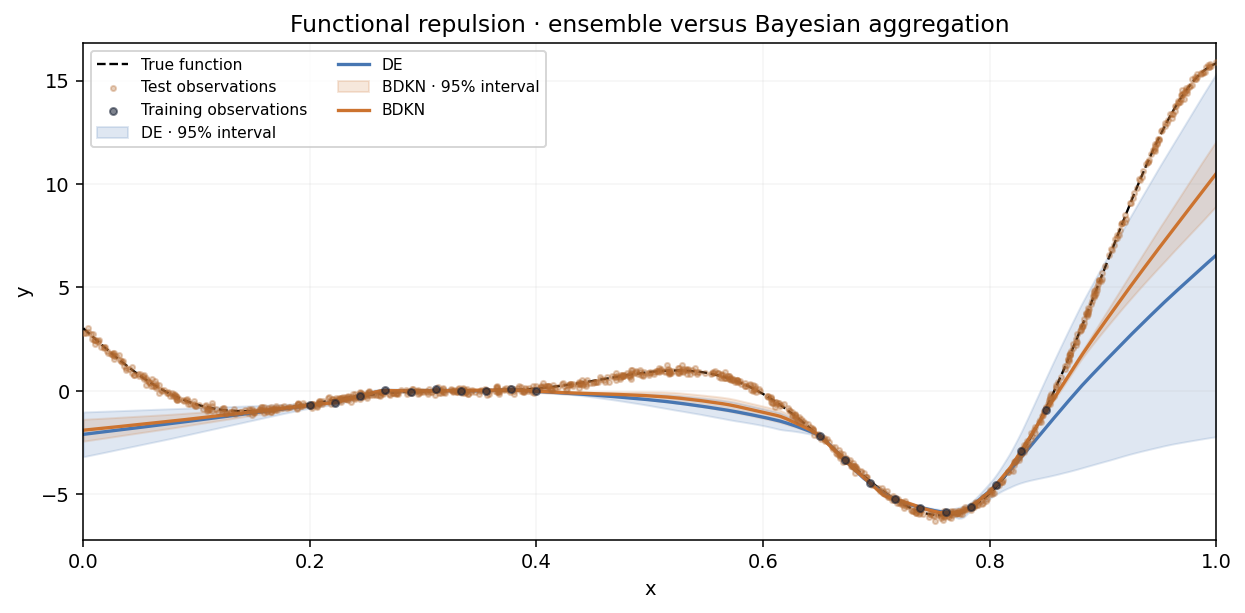 Functional repulsion · ensemble versus Bayesian aggregation
True function
Test observations
Training observations
DE · 95% interval
DE
BDKN · 95% interval
BDKN
y
15
10
5
0
−5
0.0
0.2
0.4
0.6
0.8
1.0
x